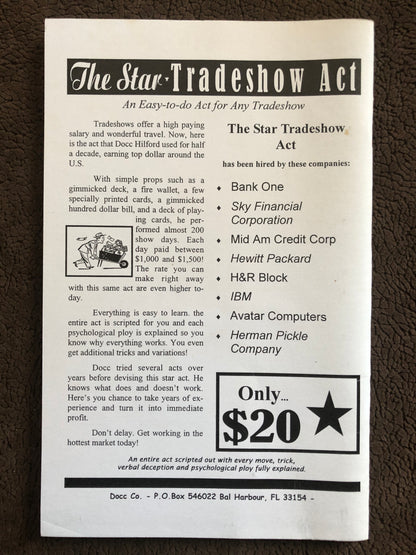 The Star Tradeshow Act
An Easy-to-do Act for Any Tradeshow
Tradeshows offer a high paying
salary and wonderful travel. Now, here
is the act that Docc Hilford used for half
a decade, earning top dollar around the
U.S.
With simple props such as a
gimmicked deck, a fire wallet, a few
specially printed cards, a gimmicked
hundred dollar bill, and a deck of play-
ing cards, he per-
formed almost 200
show days. Each
day paid between
$1,000 and $1,500!
The rate you can
make right away
with this same act are even higher to-
day.
Everything is easy to learn. the
entire act is scripted for you and each
psychological ploy is explained so you
know why everything works. You even
get additional tricks and variations!
Docc tried several acts over
years before devising this star act. He
knows what does and doesn't work.
Here's you chance to take years of ex-
perience and turn it into immediate
profit.
Don't delay. Get working in the
hottest market today!
The Star Tradeshow
Act
has been hired by these companies:
♦ Bank One
♦ Sky Financial
Corporation
♦ Mid Am Credit Corp
♦ Hewitt Packard
♦ H&R Block
♦ IBM
♦ Avatar Computers
♦ Herman Pickle
Company
Only...
$20
An entire act scripted out with every move, trick,
verbal deception and psychological ploy fully explained.
Docc Co. - P.O.Box 546022 Bal Harbour, FL 33154 -